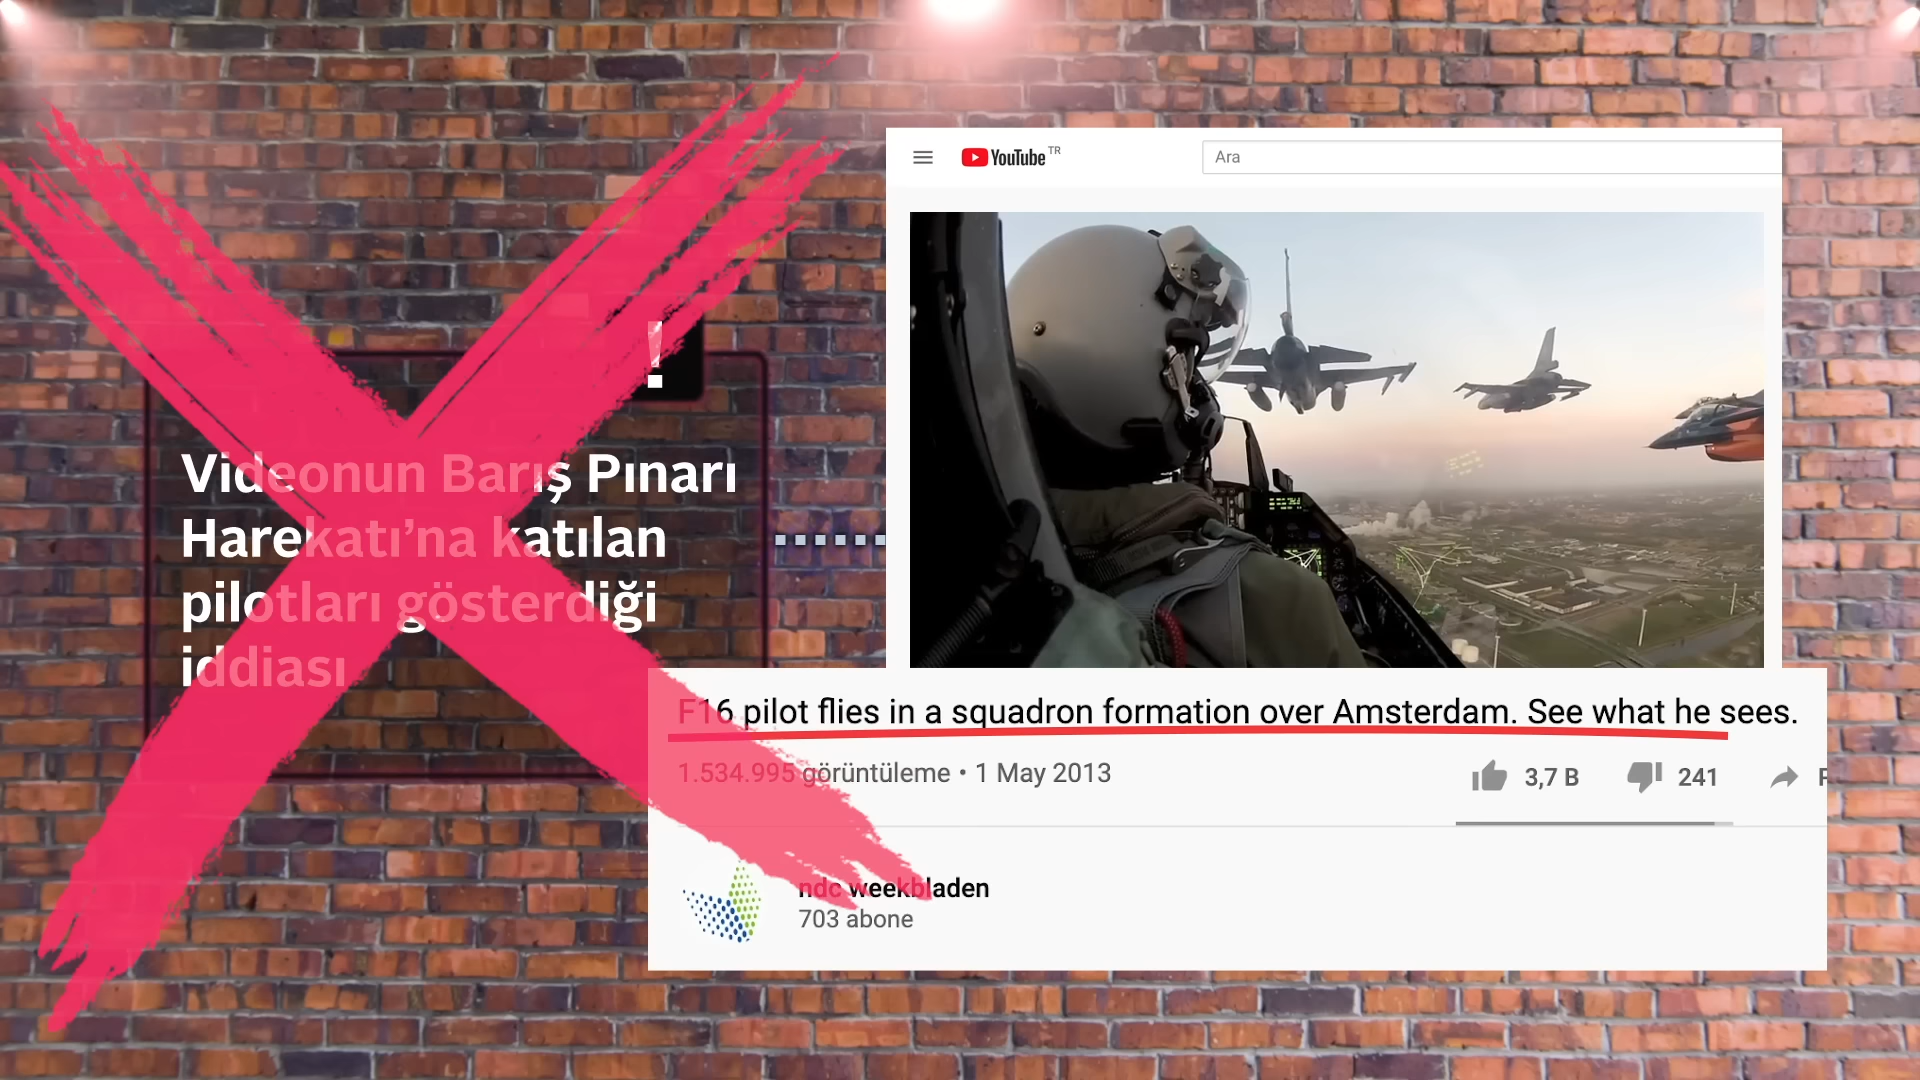 !
Videonun Barış Pınarı
Harekatı’na katılan
pilotları gösterdiği
iddiası
YouTube TR
Ara
F16 pilot flies in a squadron formation over Amsterdam. See what he sees.
1.534.995 görüntüleme • 1 May 2013
3,7 B
241
ndc weekbladen
703 abone